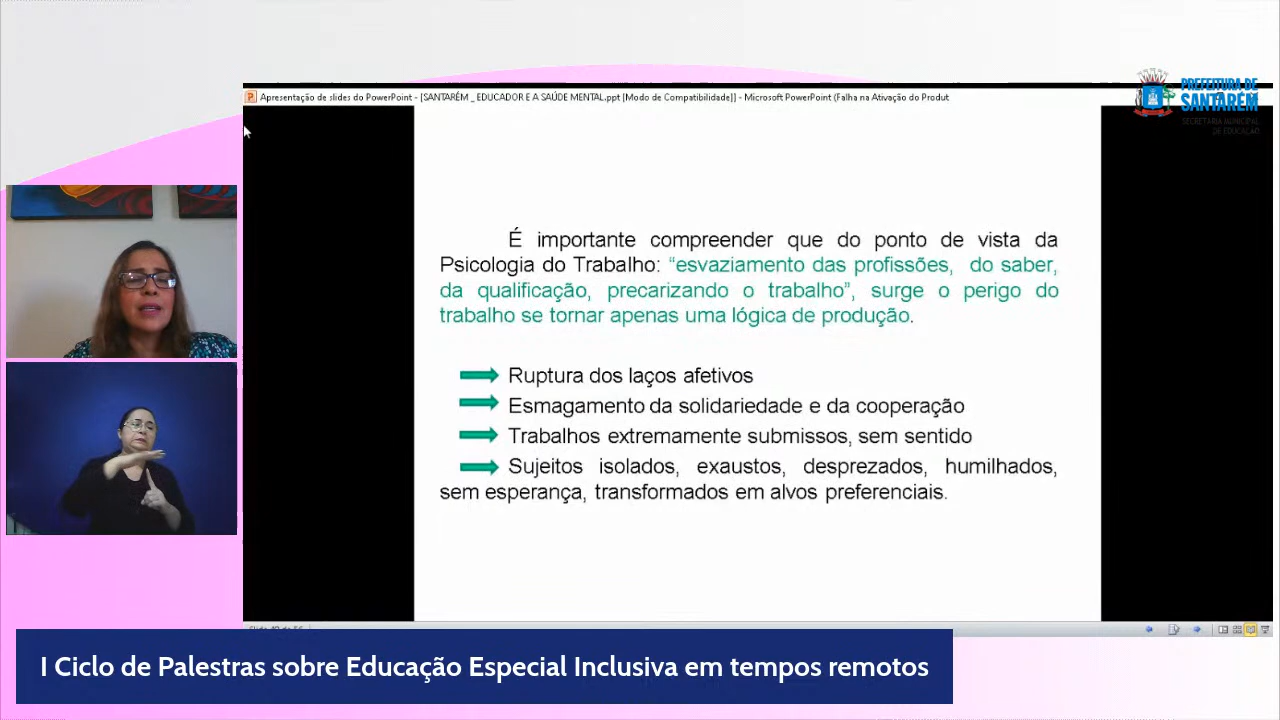 Apresentação de slides do PowerPoint - [SANTARÉM _ EDUCADOR E A SAÚDE MENTAL.ppt [Modo de Compatibilidade]] - Microsoft PowerPoint (Falha na Ativação do Produt
PREFEITURA DE
SANTARÉM
SECRETARIA MUNICIPAL
DE EDUCAÇÃO
É importante compreender que do ponto de vista da
Psicologia do Trabalho: “esvaziamento das profissões, do saber,
da qualificação, precarizando o trabalho”, surge o perigo do
trabalho se tornar apenas uma lógica de produção.
Ruptura dos laços afetivos
Esmagamento da solidariedade e da cooperação
Trabalhos extremamente submissos, sem sentido
Sujeitos isolados, exaustos, desprezados, humilhados,
sem esperança, transformados em alvos preferenciais.
I Ciclo de Palestras sobre Educação Especial Inclusiva em tempos remotos